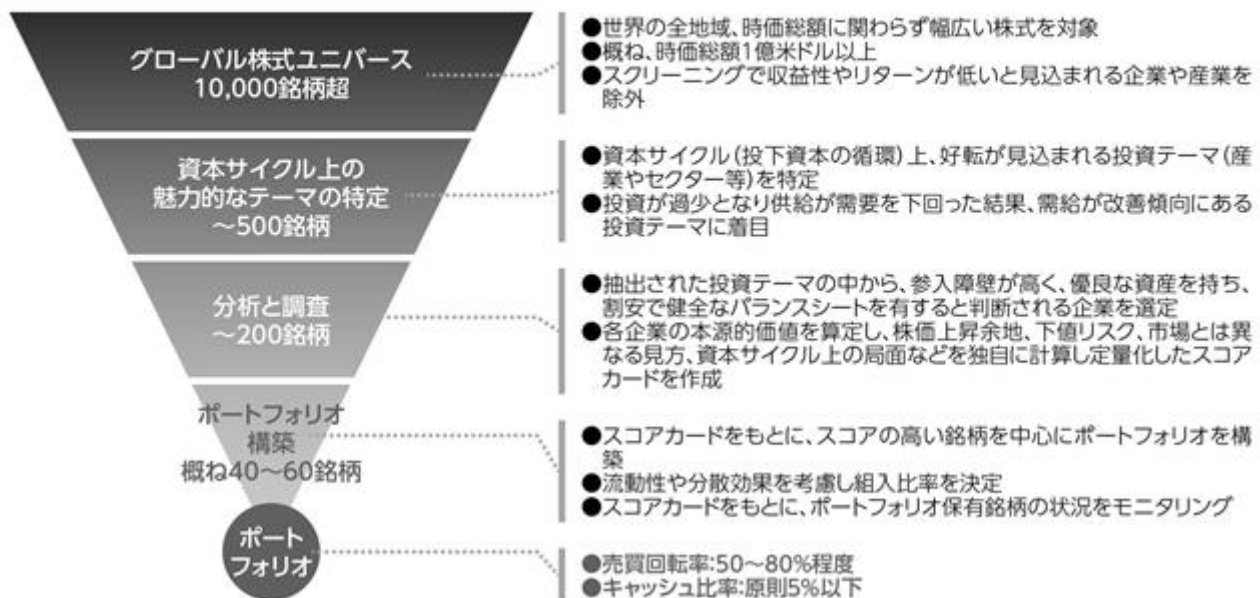 グローバル株式ユニバース
10,000銘柄超
●世界の全地域、時価総額に関わらず幅広い株式を対象
●概ね、時価総額1億米ドル以上
●スクリーニングで収益性やリターンが低いと見込まれる企業や産業を
除外
資本サイクル上の
魅力的なテーマの特定
～500銘柄
●資本サイクル(投下資本の循環)上、好転が見込まれる投資テーマ(産
業やセクター等)を特定
●投資が過少となり供給が需要を下回った結果、需給が改善傾向にある
投資テーマに着目
分析と調査
～200銘柄
●抽出された投資テーマの中から、参入障壁が高く、優良な資産を持ち、
割安で健全なバランスシートを有すると判断される企業を選定
●各企業の本源的価値を算定し、株価上昇余地、下値リスク、市場とは異
なる見方、資本サイクル上の局面などを独自に計算し定量化したスコア
カードを作成
ポートフォリオ
構築
概ね40～60銘柄
●スコアカードをもとに、スコアの高い銘柄を中心にポートフォリオを構
築
●流動性や分散効果を考慮し組入比率を決定
●スコアカードをもとに、ポートフォリオ保有銘柄の状況をモニタリング
ポート
フォリオ
●売買回転率:50～80%程度
●キャッシュ比率:原則5%以下